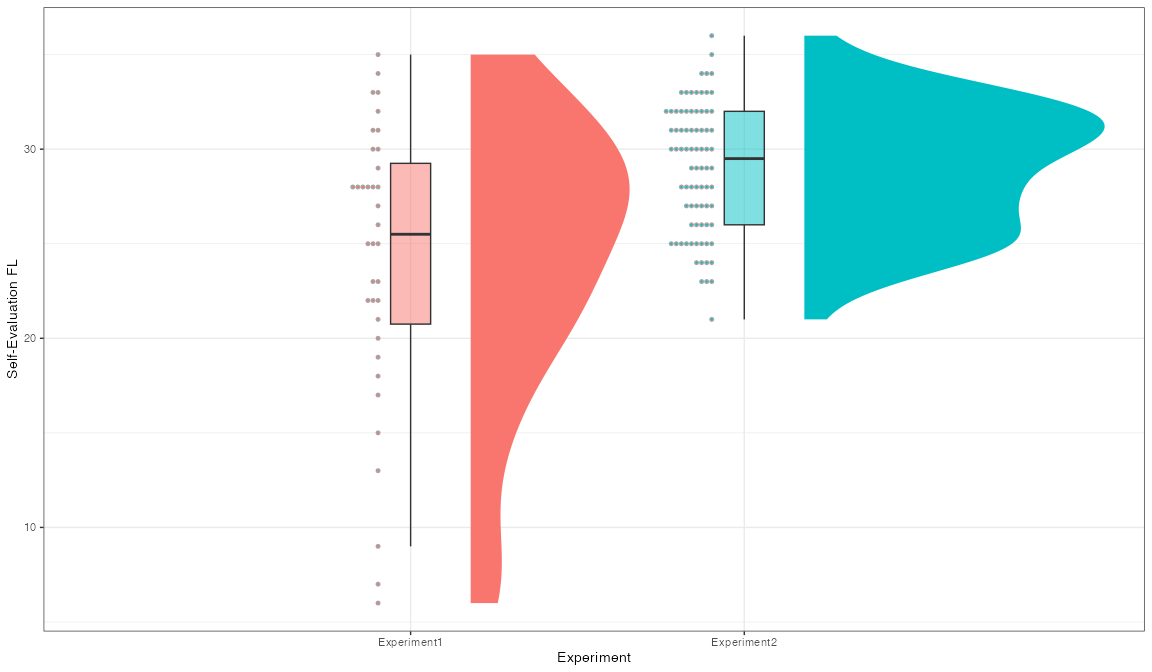 Self-Evaluation FL
30
20
10
Experiment1
Experiment2
Experiment